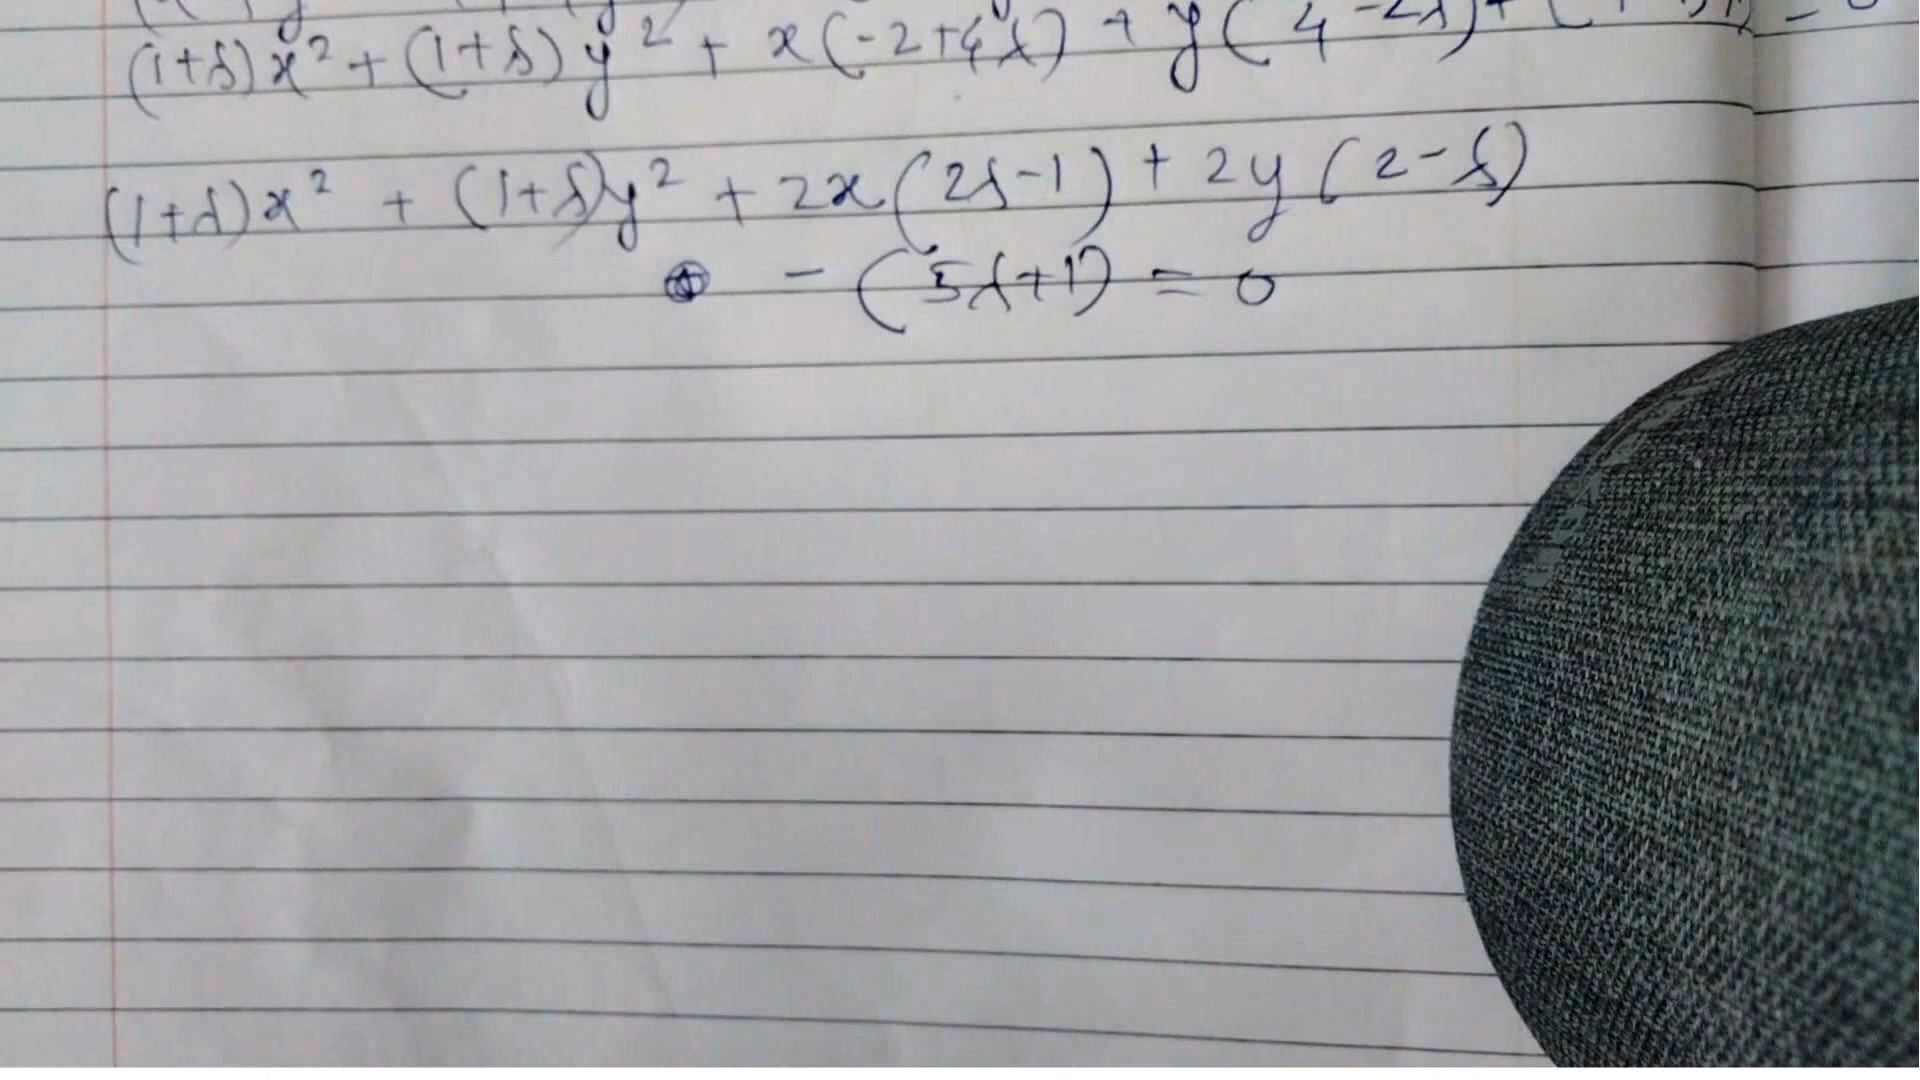 (1+λ)x² + (1+λ)y² + x(-2+4λ) + y(4-2λ) +
(1+λ)x² + (1+λ)y² + 2x(2λ-1) + 2y(2-λ)
- (5λ+1) = 0